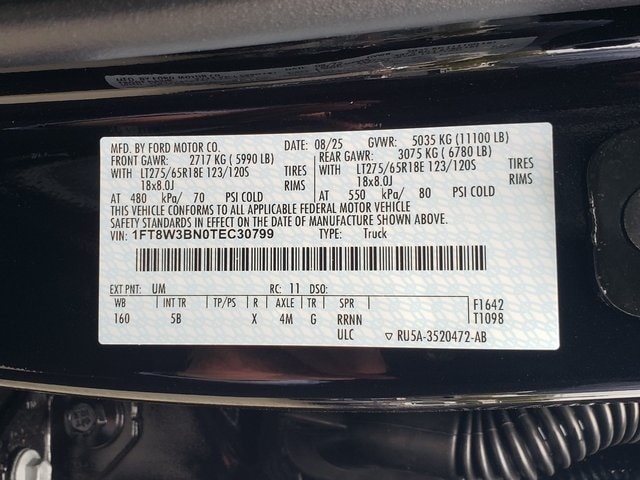 MFD. BY FORD MOTOR CO. DATE: 08/25 GVWR: 5035 KG (11100 LB)
FRONT GAWR: 2717 KG ( 5990 LB) REAR GAWR: 3075 KG ( 6780 LB)
WITH LT275/65R18E 123/120S TIRES WITH LT275/65R18E 123/120S TIRES
18x8.0J RIMS 18x8.0J RIMS
AT 480 kPa/ 70 PSI COLD AT 550 kPa/ 80 PSI COLD
THIS VEHICLE CONFORMS TO ALL APPLICABLE FEDERAL MOTOR VEHICLE
SAFETY STANDARDS IN EFFECT ON THE DATE OF MANUFACTURE SHOWN ABOVE.
VIN: 1FT8W3BN0TEC30799 TYPE: Truck
EXT PNT: UM RC: 11 DSO:
WB INT TR TP/PS R AXLE TR SPR F1642
160 5B X 4M G RRNN T1098
ULC ▽ RU5A-3520472-AB